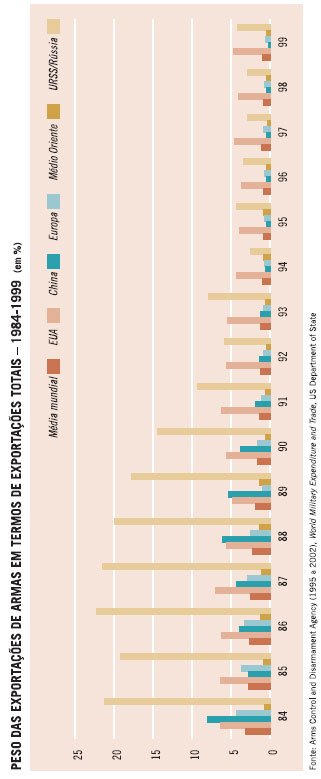 PESO DAS EXPORTAÇÕES DE ARMAS EM TERMOS DE EXPORTAÇÕES TOTAIS – 1984-1999 (em %)
Média mundial EUA China Europa Médio Oriente URSS/Rússia
25
20
15
10
5
0
84 85 86 87 88 89 90 91 92 93 94 95 96 97 98 99
Fonte: Arms Control and Disarmament Agency (1995 a 2002), World Military Expenditure and Trade, US Department of State